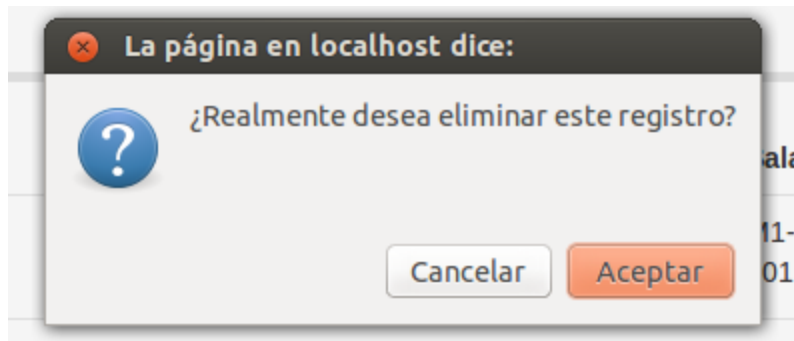 La página en localhost dice:
¿Realmente desea eliminar este registro?
Cancelar
Aceptar